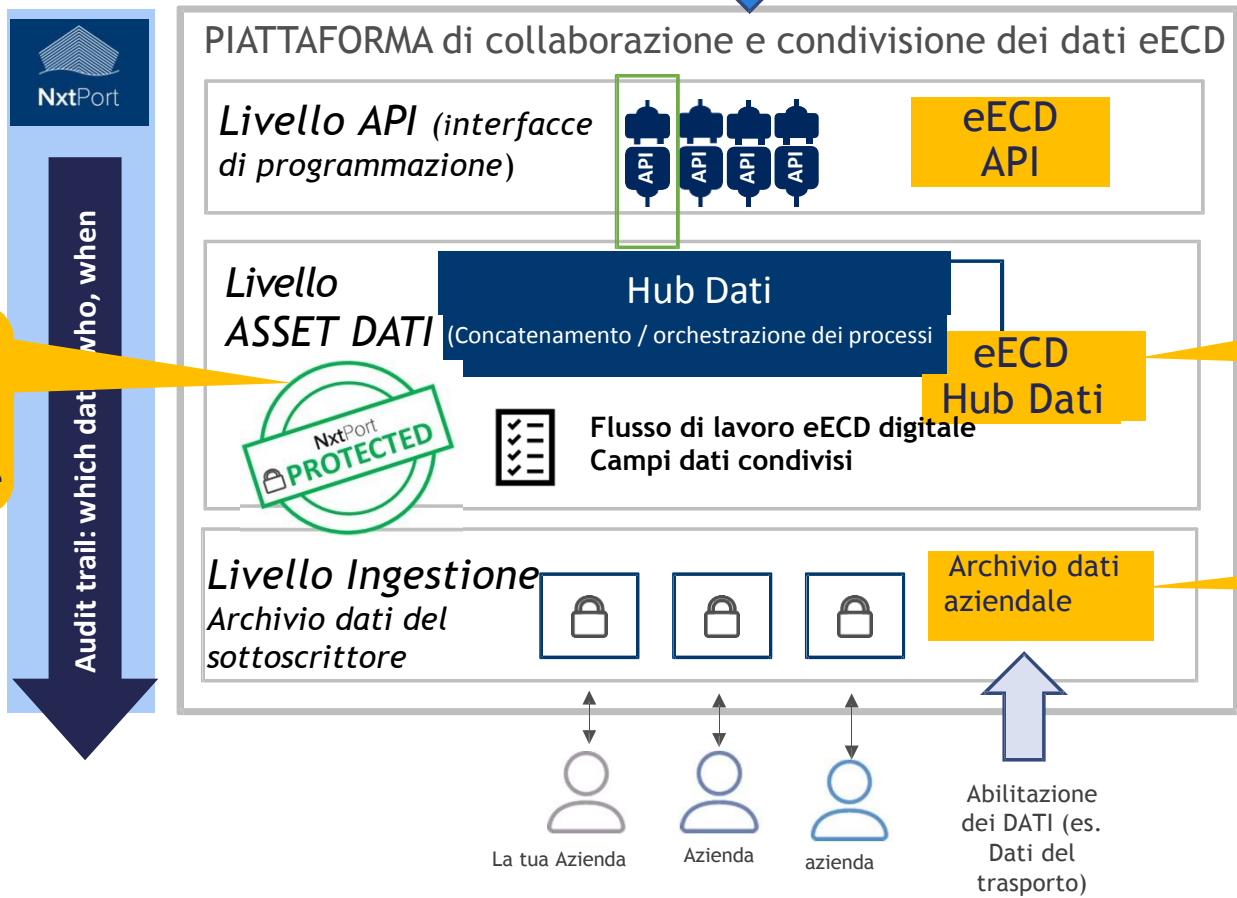 PIATTAFORMA di collaborazione e condivisione dei dati eECD
NxtPort
Livello API (interfacce
di programmazione)
API
API
API
API
eECD
API
Audit trail: which dat who, when
Livello
ASSET DATI
Hub Dati
(Concatenamento / orchestrazione dei processi
eECD
Hub Dati
NxtPort
PROTECTED
Flusso di lavoro eECD digitale
Campi dati condivisi
Livello Ingestione
Archivio dati del
sottoscrittore
Archivio dati
aziendale
La tua Azienda
Azienda
azienda
Abilitazione
dei DATI (es.
Dati del
trasporto)